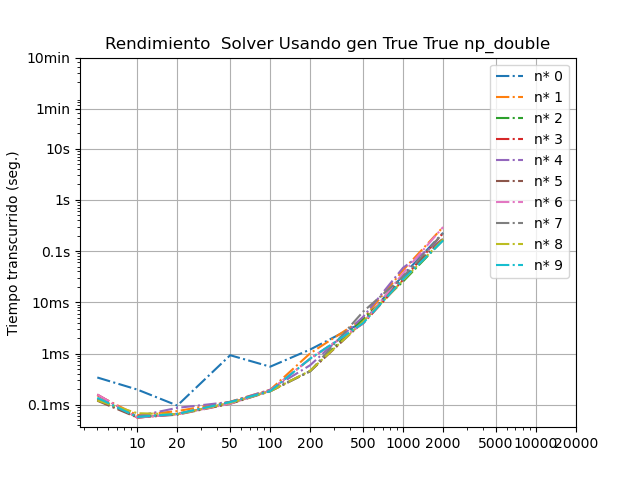 Rendimiento  Solver Usando gen True True np_double
Tiempo transcurrido (seg.)
10min
1min
10s
1s
0.1s
10ms
1ms
0.1ms
n* 0
n* 1
n* 2
n* 3
n* 4
n* 5
n* 6
n* 7
n* 8
n* 9
10 20 50 100 200 500 1000 2000 5000 10000 20000